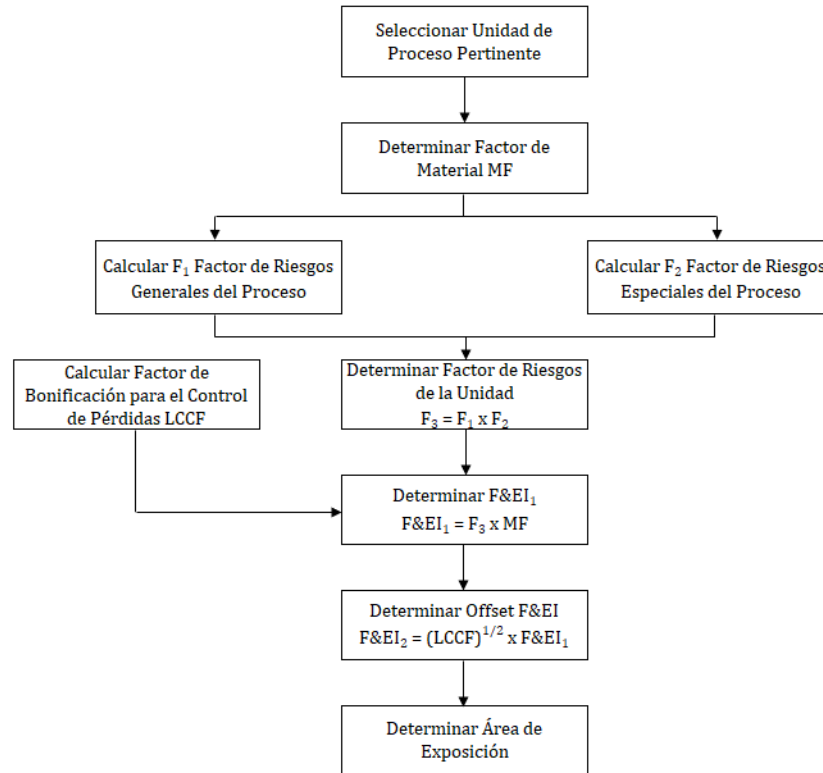 Seleccionar Unidad de
Proceso Pertinente
Determinar Factor de
Material MF
Calcular F₁ Factor de Riesgos
Generales del Proceso
Calcular F₂ Factor de Riesgos
Especiales del Proceso
Calcular Factor de
Bonificación para el Control
de Pérdidas LCCF
Determinar Factor de Riesgos
de la Unidad
F₃ = F₁ x F₂
Determinar F&EI₁
F&EI₁ = F₃ x MF
Determinar Offset F&EI
F&EI₂ = (LCCF)^1/2 x F&EI₁
Determinar Área de
Exposición